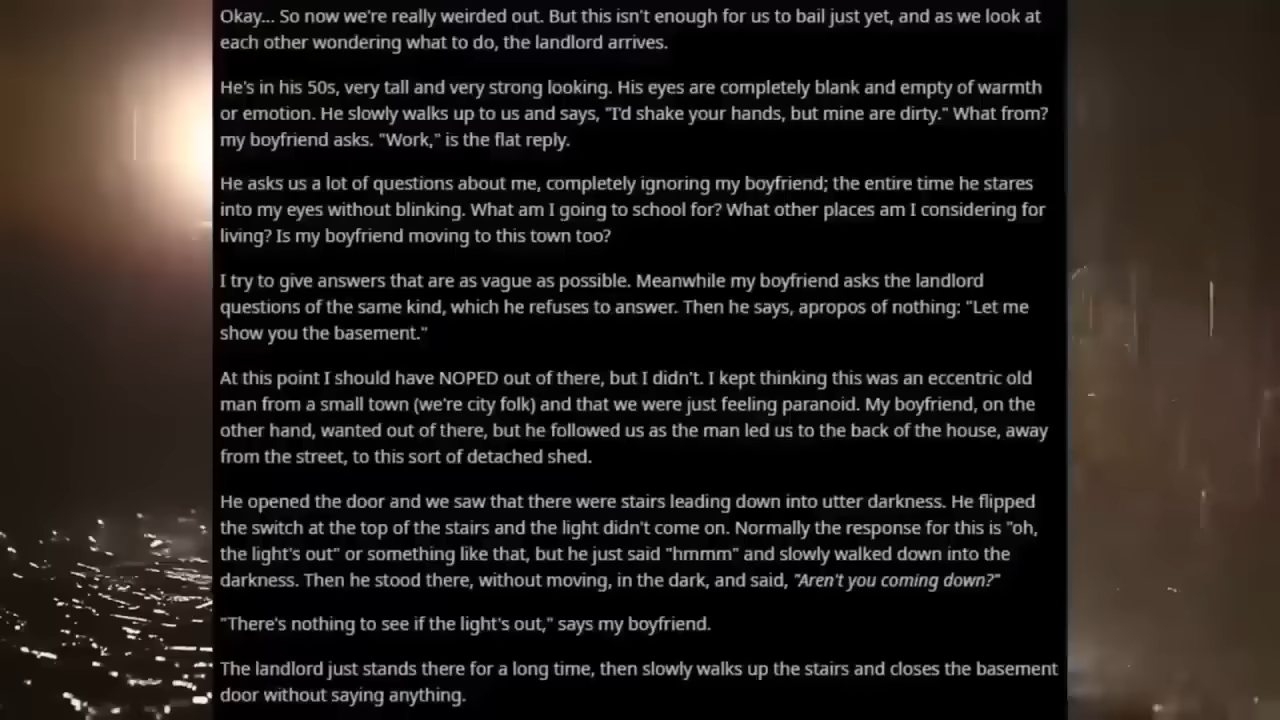 Okay... So now we're really weirded out. But this isn't enough for us to bail just yet, and as we look at
each other wondering what to do, the landlord arrives.
He's in his 50s, very tall and very strong looking. His eyes are completely blank and empty of warmth
or emotion. He slowly walks up to us and says, "I'd shake your hands, but mine are dirty." What from?
my boyfriend asks. "Work," is the flat reply.
He asks us a lot of questions about me, completely ignoring my boyfriend; the entire time he stares
into my eyes without blinking. What am I going to school for? What other places am I considering for
living? Is my boyfriend moving to this town too?
I try to give answers that are as vague as possible. Meanwhile my boyfriend asks the landlord
questions of the same kind, which he refuses to answer. Then he says, apropos of nothing: "Let me
show you the basement."
At this point I should have NOPED out of there, but I didn't. I kept thinking this was an eccentric old
man from a small town (we're city folk) and that we were just feeling paranoid. My boyfriend, on the
other hand, wanted out of there, but he followed us as the man led us to the back of the house, away
from the street, to this sort of detached shed.
He opened the door and we saw that there were stairs leading down into utter darkness. He flipped
the switch at the top of the stairs and the light didn't come on. Normally the response for this is "oh,
the light's out" or something like that, but he just said "hmmm" and slowly walked down into the
darkness. Then he stood there, without moving, in the dark, and said, "Aren't you coming down?"
"There's nothing to see if the light's out," says my boyfriend.
The landlord just stands there for a long time, then slowly walks up the stairs and closes the basement
door without saying anything.